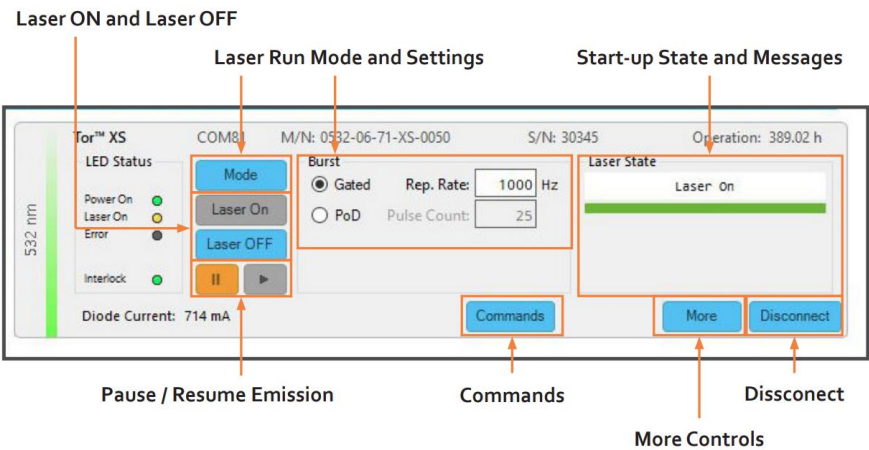 Laser ON and Laser OFF
Laser Run Mode and Settings
Start-up State and Messages
Tor™ XS COM81 M/N: 0532-06-71-XS-0050 S/N: 30345 Operation: 389.02 h
532 nm
LED Status
Power On
Laser On
Error
Interlock
Mode
Laser On
Laser OFF
Burst
Gated Rep. Rate: 1000 Hz
PoD Pulse Count: 25
Laser State
Laser On
Diode Current: 714 mA
Commands
More
Disconnect
Pause / Resume Emission
Commands
Dissconect
More Controls